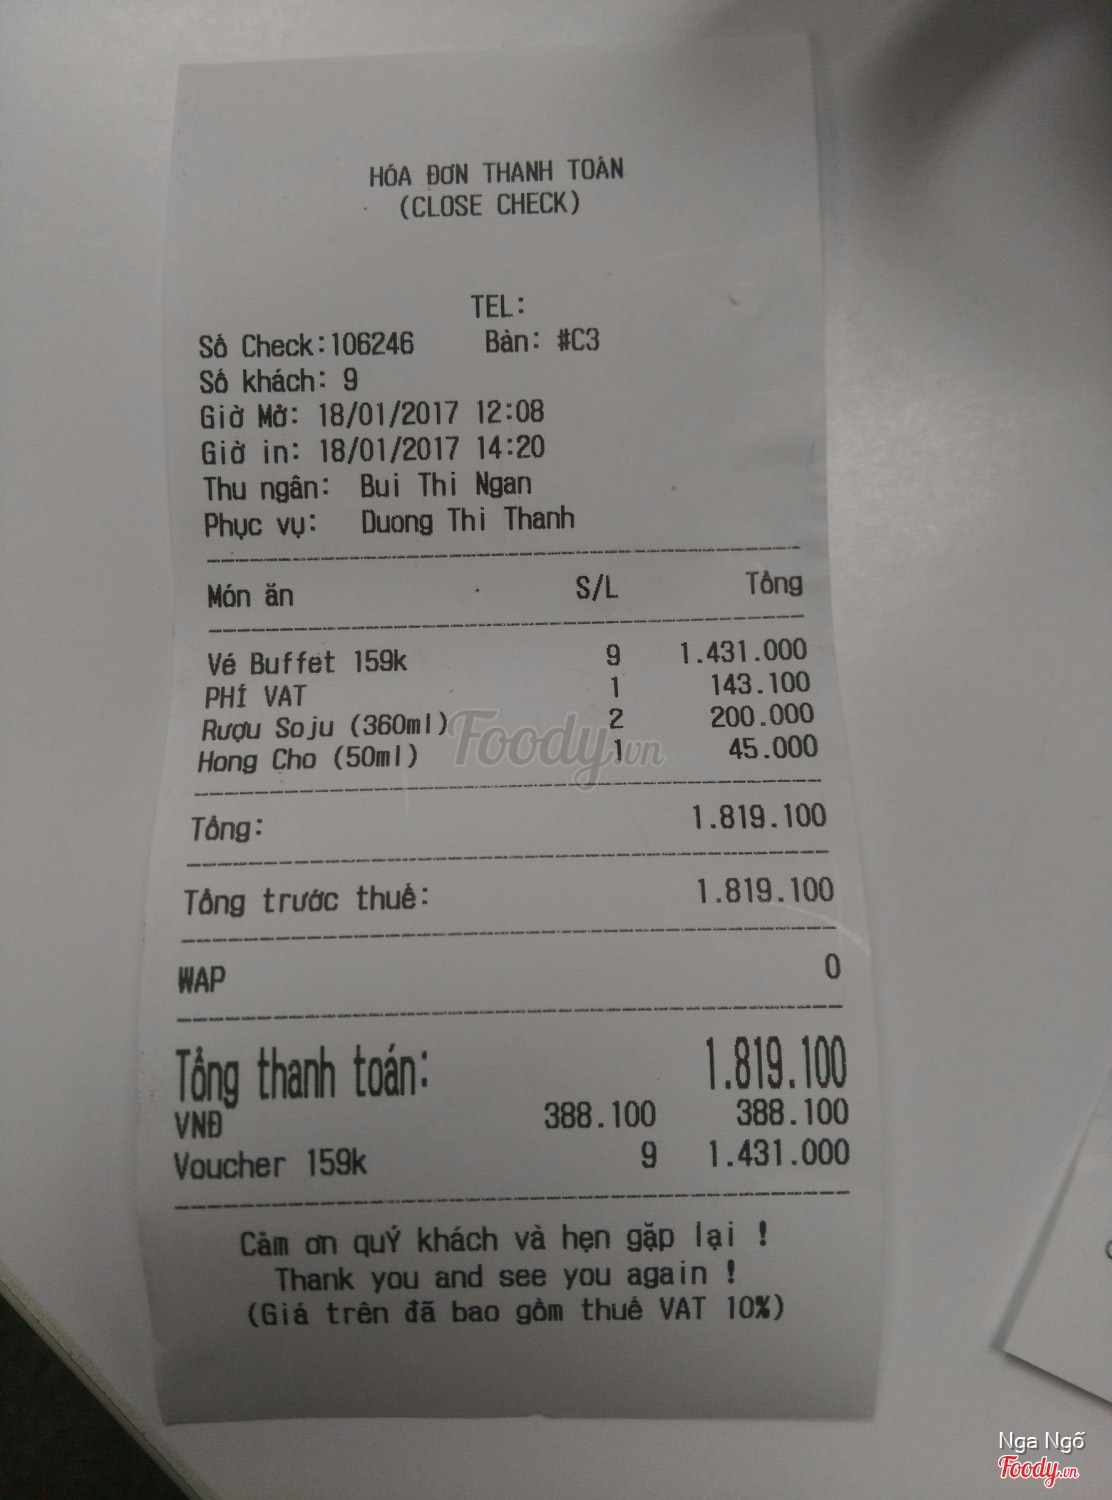 HÓA ĐƠN THANH TOÁN
(CLOSE CHECK)
TEL:
Số Check:106246 Bàn: #C3
Số khách: 9
Giờ Mở: 18/01/2017 12:08
Giờ in: 18/01/2017 14:20
Thu ngân: Bui Thi Ngan
Phục vụ: Duong Thi Thanh
Món ăn S/L Tổng
Vé Buffet 159k 9 1.431.000
PHÍ VAT 1 143.100
Rượu Soju (360ml) 2 200.000
Hong Cho (50ml) 1 45.000
Foody.vn
Tổng: 1.819.100
Tổng trước thuế: 1.819.100
WAP 0
Tổng thanh toán: 1.819.100
VNĐ 388.100 388.100
Voucher 159k 9 1.431.000
Cảm ơn quÝ khách và hẹn gặp lại !
Thank you and see you again !
(Giá trên đã bao gồm thuế VAT 10%)
Nga Ngố
Foody.vn